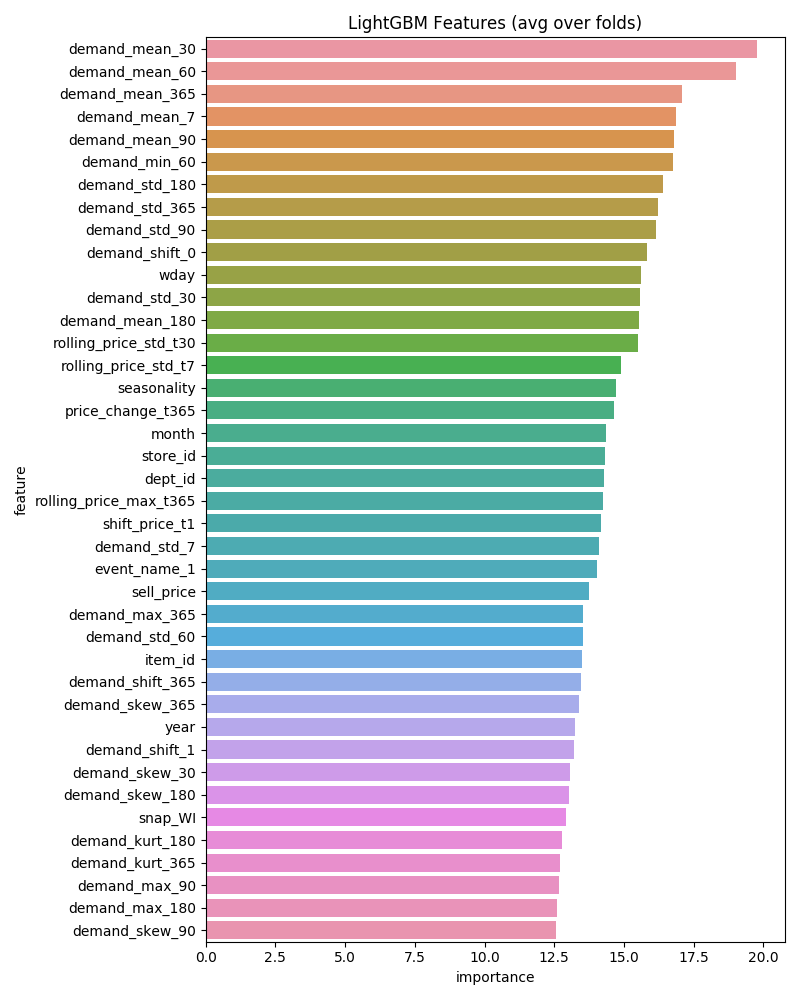 LightGBM Features (avg over folds)
demand_mean_30
demand_mean_60
demand_mean_365
demand_mean_7
demand_mean_90
demand_min_60
demand_std_180
demand_std_365
demand_std_90
demand_shift_0
wday
demand_std_30
demand_mean_180
rolling_price_std_t30
rolling_price_std_t7
seasonality
price_change_t365
month
store_id
dept_id
rolling_price_max_t365
shift_price_t1
demand_std_7
event_name_1
sell_price
demand_max_365
demand_std_60
item_id
demand_shift_365
demand_skew_365
year
demand_shift_1
demand_skew_30
demand_skew_180
snap_WI
demand_kurt_180
demand_kurt_365
demand_max_90
demand_max_180
demand_skew_90
feature
0.0 2.5 5.0 7.5 10.0 12.5 15.0 17.5 20.0
importance